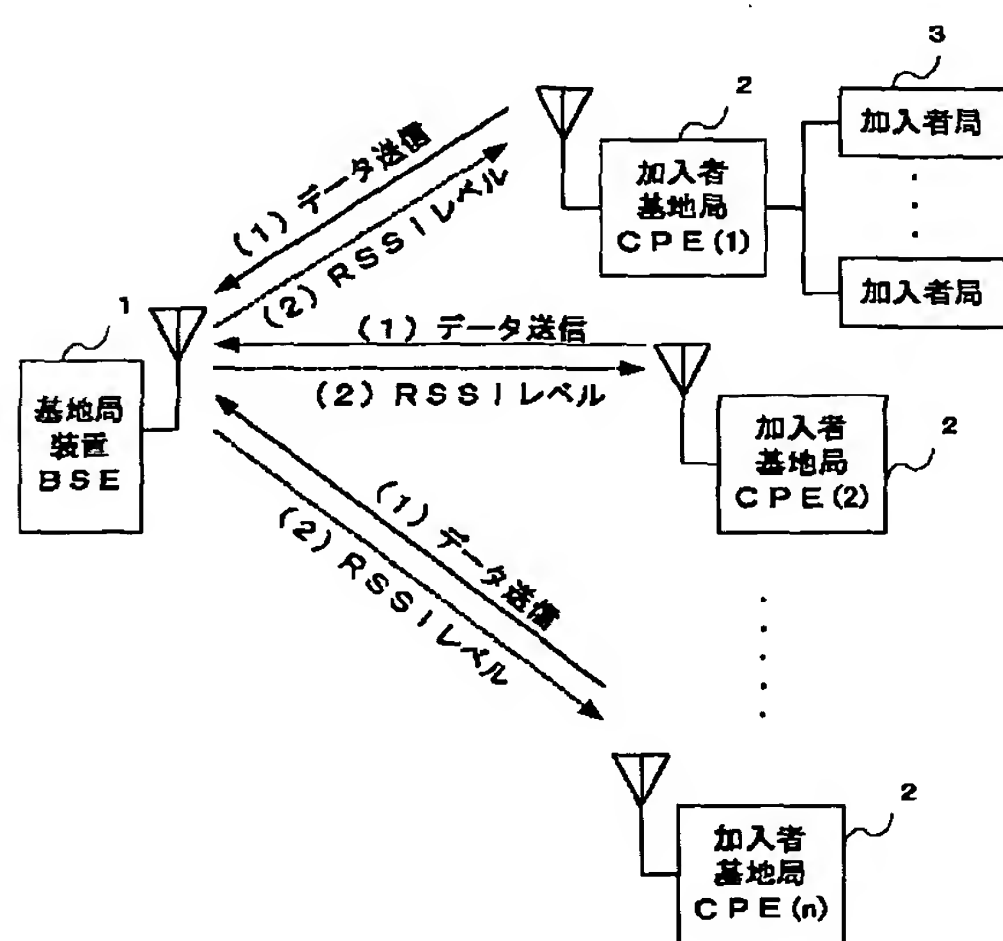 3
2
加入者局
加入者
基地局
CPE(1)
加入者局
(1)データ送信
(2)RSSIレベル
1
(1)データ送信
(2)RSSIレベル
基地局
装置
BSE
2
加入者
基地局
CPE(2)
(1)データ送信
(2)RSSIレベル
2
加入者
基地局
CPE(n)